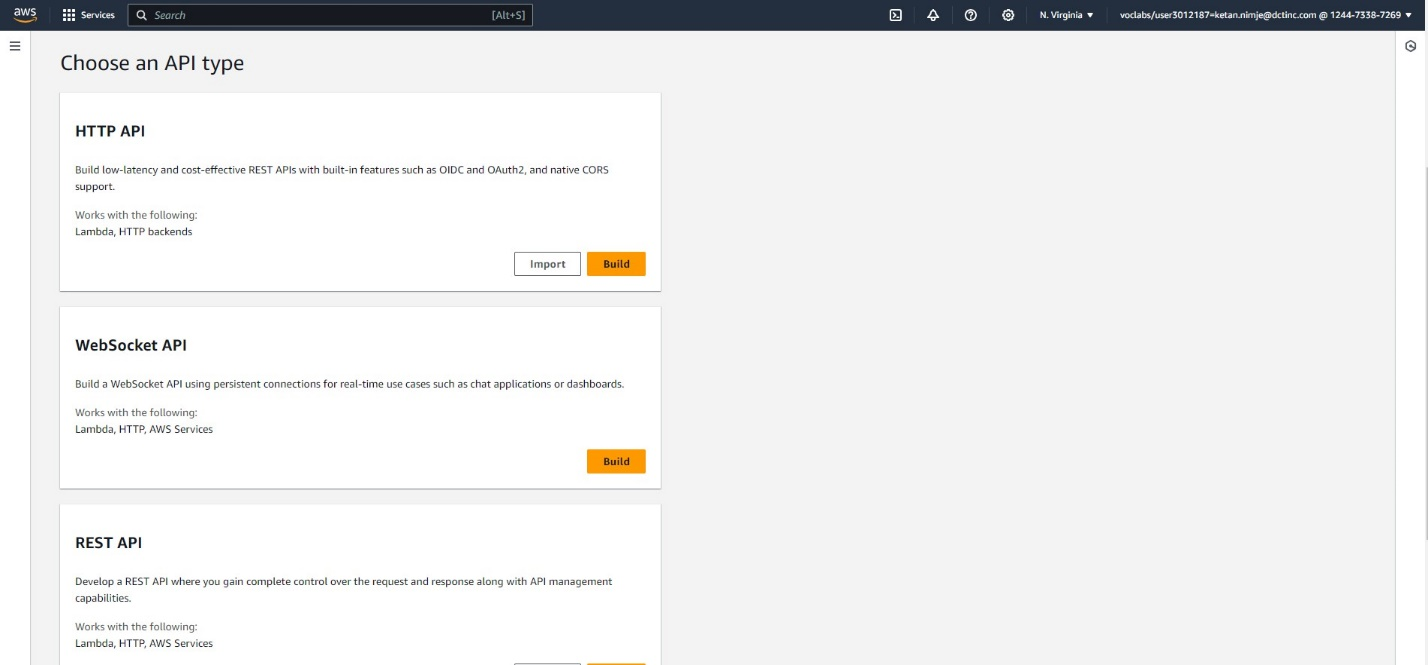 aws
Services
Search
[Alt+S]
N. Virginia
voclabs/user3012187=ketan.nimje@dctinc.com @ 1244-7338-7269
Choose an API type
HTTP API
Build low-latency and cost-effective REST APIs with built-in features such as OIDC and OAuth2, and native CORS
support.
Works with the following:
Lambda, HTTP backends
Import
Build
WebSocket API
Build a WebSocket API using persistent connections for real-time use cases such as chat applications or dashboards.
Works with the following:
Lambda, HTTP, AWS Services
Build
REST API
Develop a REST API where you gain complete control over the request and response along with API management
capabilities.
Works with the following:
Lambda, HTTP, AWS Services